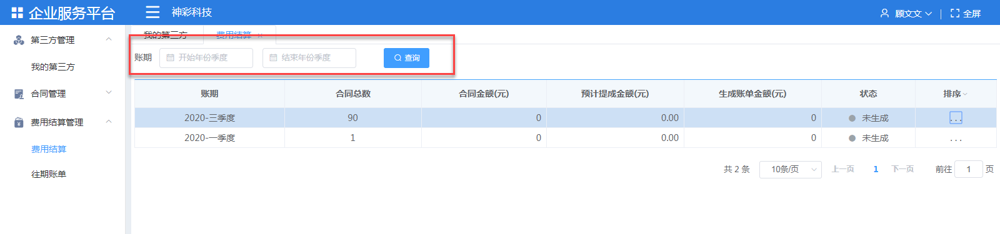 企业服务平台 神彩科技 顾文文 全屏
第三方管理
我的第三方
合同管理
费用结算管理
费用结算
往期账单
我的第三方 费用结算 ×
账期 开始年份季度 结束年份季度 查询
账期 合同总数 合同金额(元) 预计提成金额(元) 生成账单金额(元) 状态 排序
2020-三季度 90 0 0.00 0 未生成 ...
2020-一季度 1 0 0.00 0 未生成 ...
共 2 条 10条/页 上一页 1 下一页 前往 1 页